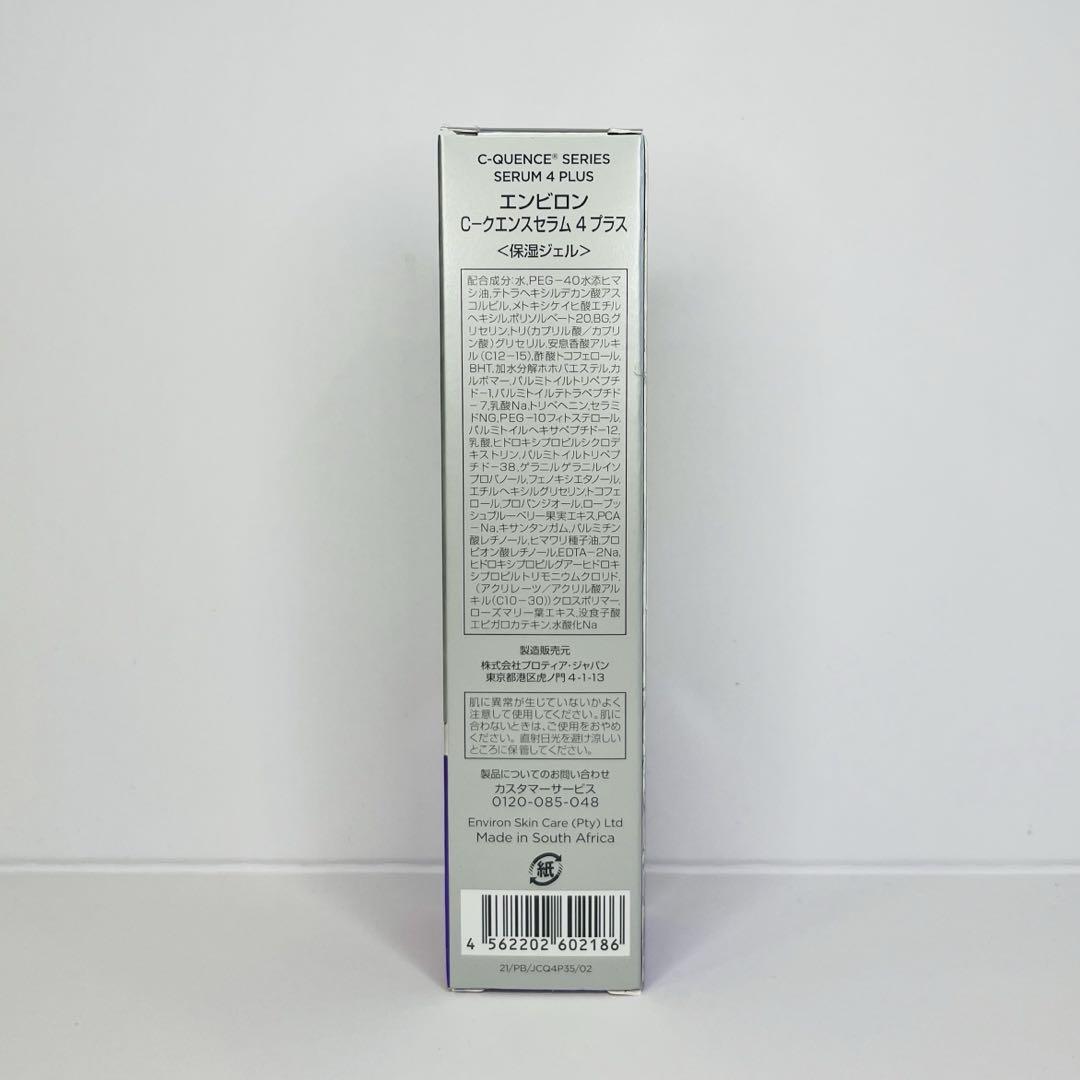 C-QUENCE® SERIES
SERUM 4 PLUS
エンビロン
C-クエンスセラム 4 プラス
<保湿ジェル>
配合成分:水,PEG-40水添ヒマ
シ油,テトラヘキシルデカン酸アス
コルビル,メトキシケイヒ酸エチル
ヘキシル,ポリソルベート20,BG,グ
リセリン,トリ(カプリル酸/カプリ
ン酸)グリセリル,安息香酸アルキ
ル(C12-15),酢酸トコフェロール,
BHT,加水分解ホホバエステル,カ
ルボマー,パルミトイルトリペプチ
ド-1,パルミトイルテトラペプチド
-7,乳酸Na,トリベヘニン,セラミ
ドNG,PEG-10フィトステロール,
パルミトイルヘキサペプチド-12,
乳酸,ヒドロキシプロピルシクロデ
キストリン,パルミトイルトリペプ
チド-38,ゲラニルゲラニルイソ
プロパノール,フェノキシエタノール,
エチルヘキシルグリセリン,トコフェ
ロール,プロパンジオール,ローブッ
シュブルーベリー果実エキス,PCA
-Na,キサンタンガム,パルミチン
酸レチノール,ヒマワリ種子油,プロ
ピオン酸レチノール,EDTA-2Na,
ヒドロキシプロピルグアーヒドロキ
シプロピルトリモニウムクロリド,
(アクリレーツ/アクリル酸アル
キル(C10-30))クロスポリマー,
ローズマリー葉エキス,没食子酸
エピガロカテキン,水酸化Na
製造販売元
株式会社プロティア・ジャパン
東京都港区虎ノ門 4-1-13
肌に異常が生じていないかよく
注意して使用してください。肌に
合わないときは、ご使用をおやめ
ください。直射日光を避け涼しい
ところに保管してください。
製品についてのお問い合わせ
カスタマーサービス
0120-085-048
Environ Skin Care (Pty) Ltd
Made in South Africa
紙
4 562202 602186
21/PB/JCQ4P35/02